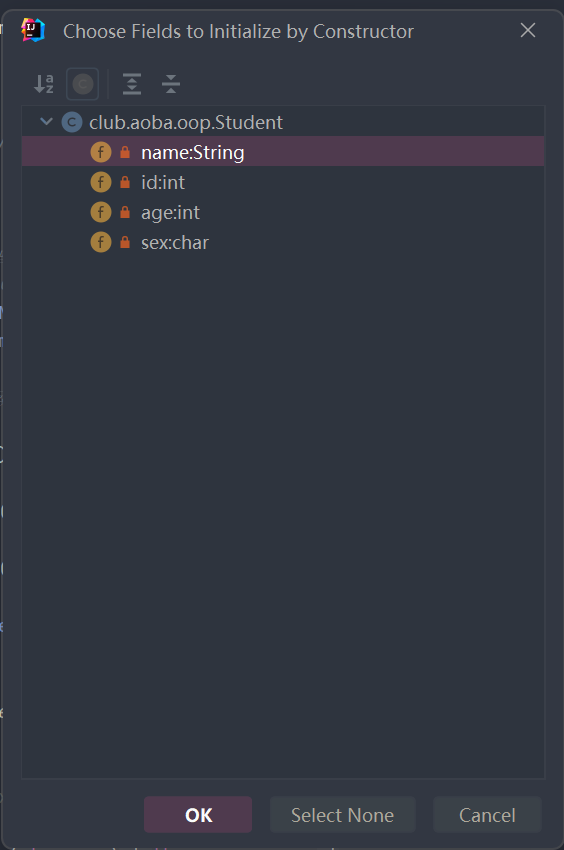 Choose Fields to Initialize by Constructor
club.aoba.oop.Student
name:String
id:int
age:int
sex:char
OK Select None Cancel